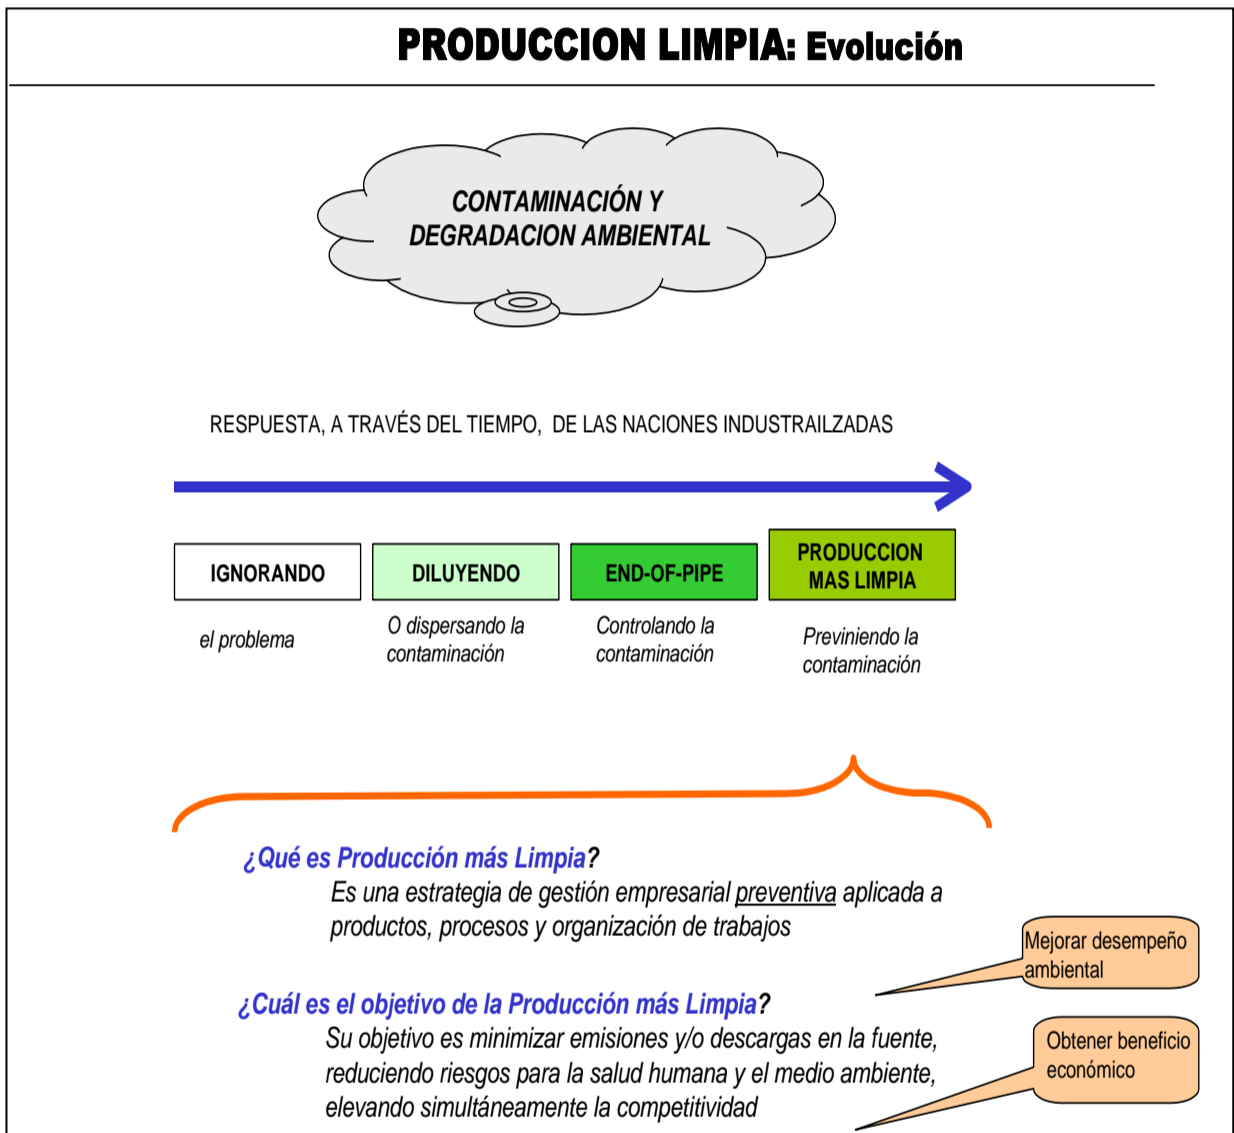 PRODUCCION LIMPIA: Evolución
CONTAMINACIÓN Y
DEGRADACION AMBIENTAL
RESPUESTA, A TRAVÉS DEL TIEMPO, DE LAS NACIONES INDUSTRAILZADAS
IGNORANDO
el problema
DILUYENDO
O dispersando la
contaminación
END-OF-PIPE
Controlando la
contaminación
PRODUCCION
MAS LIMPIA
Previniendo la
contaminación
¿Qué es Producción más Limpia?
Es una estrategia de gestión empresarial preventiva aplicada a
productos, procesos y organización de trabajos
Mejorar desempeño
ambiental
¿Cuál es el objetivo de la Producción más Limpia?
Su objetivo es minimizar emisiones y/o descargas en la fuente,
reduciendo riesgos para la salud humana y el medio ambiente,
elevando simultáneamente la competitividad
Obtener beneficio
económico